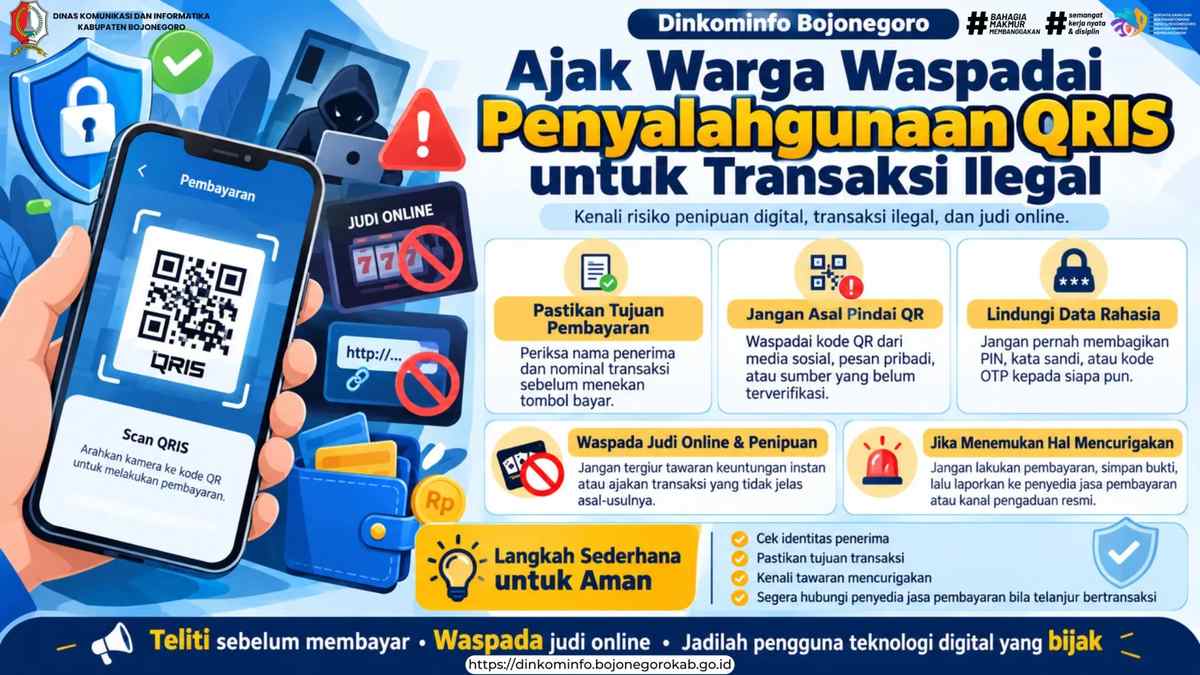 DINAS KOMUNIKASI DAN INFORMATIKA
KABUPATEN BOJONEGORO
Dinkominfo Bojonegoro
# BAHAGIA
MAKMUR
MEMBANGGAKAN
# semangat
kerja nyata
& disiplin
Ajak Warga Waspadai
Penyalahgunaan QRIS
untuk Transaksi Ilegal
Kenali risiko penipuan digital, transaksi ilegal, dan judi online.
Pembayaran
QRIS
Scan QRIS
Arahkan kamera ke kode QR
untuk melakukan pembayaran.
JUDI ONLINE
777
http://...
Rp
Pastikan Tujuan
Pembayaran
Periksa nama penerima
dan nominal transaksi
sebelum menekan
tombol bayar.
Jangan Asal Pindai QR
Waspadai kode QR dari
media sosial, pesan pribadi,
atau sumber yang belum
terverifikasi.
Lindungi Data Rahasia
Jangan pernah membagikan
PIN, kata sandi, atau kode
OTP kepada siapa pun.
Waspada Judi Online & Penipuan
Jangan tergiur tawaran keuntungan instan
atau ajakan transaksi yang tidak jelas
asal-usulnya.
Jika Menemukan Hal Mencurigakan
Jangan lakukan pembayaran, simpan bukti,
lalu laporkan ke penyedia jasa pembayaran
atau kanal pengaduan resmi.
Langkah Sederhana
untuk Aman
Cek identitas penerima
Pastikan tujuan transaksi
Kenali tawaran mencurigakan
Segera hubungi penyedia jasa pembayaran bila telanjur bertransaksi
Teliti sebelum membayar • Waspada judi online • Jadilah pengguna teknologi digital yang bijak
https://dinkominfo.bojonegorokab.go.id